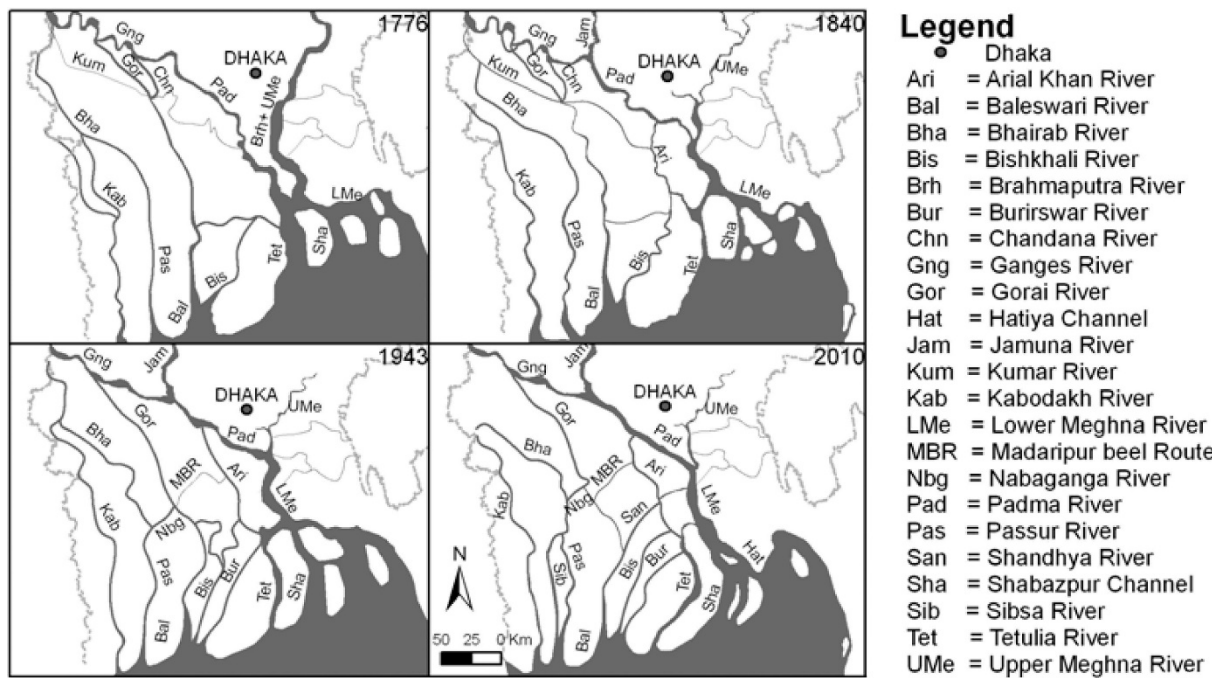 1776
Gng
DHAKA
Gor
Kum
Chn
Pad
Brh+ UMe
Bha
Kab
LMe
Pas
Sha
Tet
Bis
Bal
1840
Jam
Gng
DHAKA
UMe
Gor
Kum
Chn
Pad
Bha
Ari
Kab
LMe
Pas
Sha
Tet
Bis
Bal
1943
Gng
Jam
DHAKA
UMe
Gor
Pad
Bha
MBR
Ari
LMe
Kab
Nbg
Pas
Bis
Bur
Tet
Sha
Bal
N
50 25 0 Km
2010
Jam
Gng
DHAKA
UMe
Gor
Pad
Bha
MBR
Ari
Kab
Nbg
San
LMe
Hat
Sib
Pas
Bis
Bur
Tet
Sha
Bal
Legend
Dhaka
Ari = Arial Khan River
Bal = Baleswari River
Bha = Bhairab River
Bis = Bishkhali River
Brh = Brahmaputra River
Bur = Burirswar River
Chn = Chandana River
Gng = Ganges River
Gor = Gorai River
Hat = Hatiya Channel
Jam = Jamuna River
Kum = Kumar River
Kab = Kabodakh River
LMe = Lower Meghna River
MBR = Madaripur beel Route
Nbg = Nabaganga River
Pad = Padma River
Pas = Passur River
San = Shandhya River
Sha = Shabazpur Channel
Sib = Sibsa River
Tet = Tetulia River
UMe = Upper Meghna River